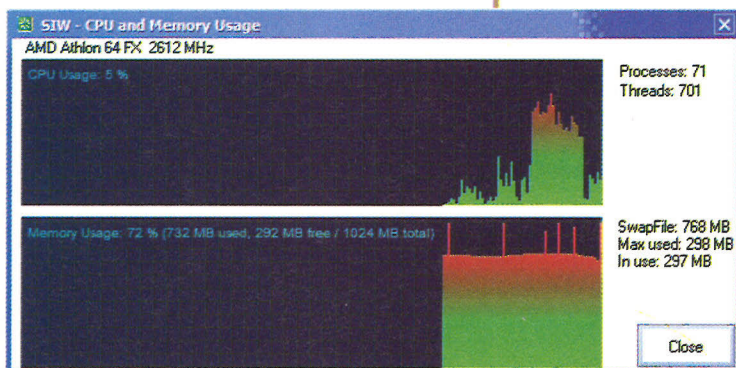 SIW - CPU and Memory Usage
AMD Athlon 64 FX 2612 MHz
CPU Usage: 5 %
Processes: 71
Threads: 701
Memory Usage: 72 % (732 MB used, 292 MB free / 1024 MB total)
SwapFile: 768 MB
Max used: 298 MB
In use: 297 MB
Close